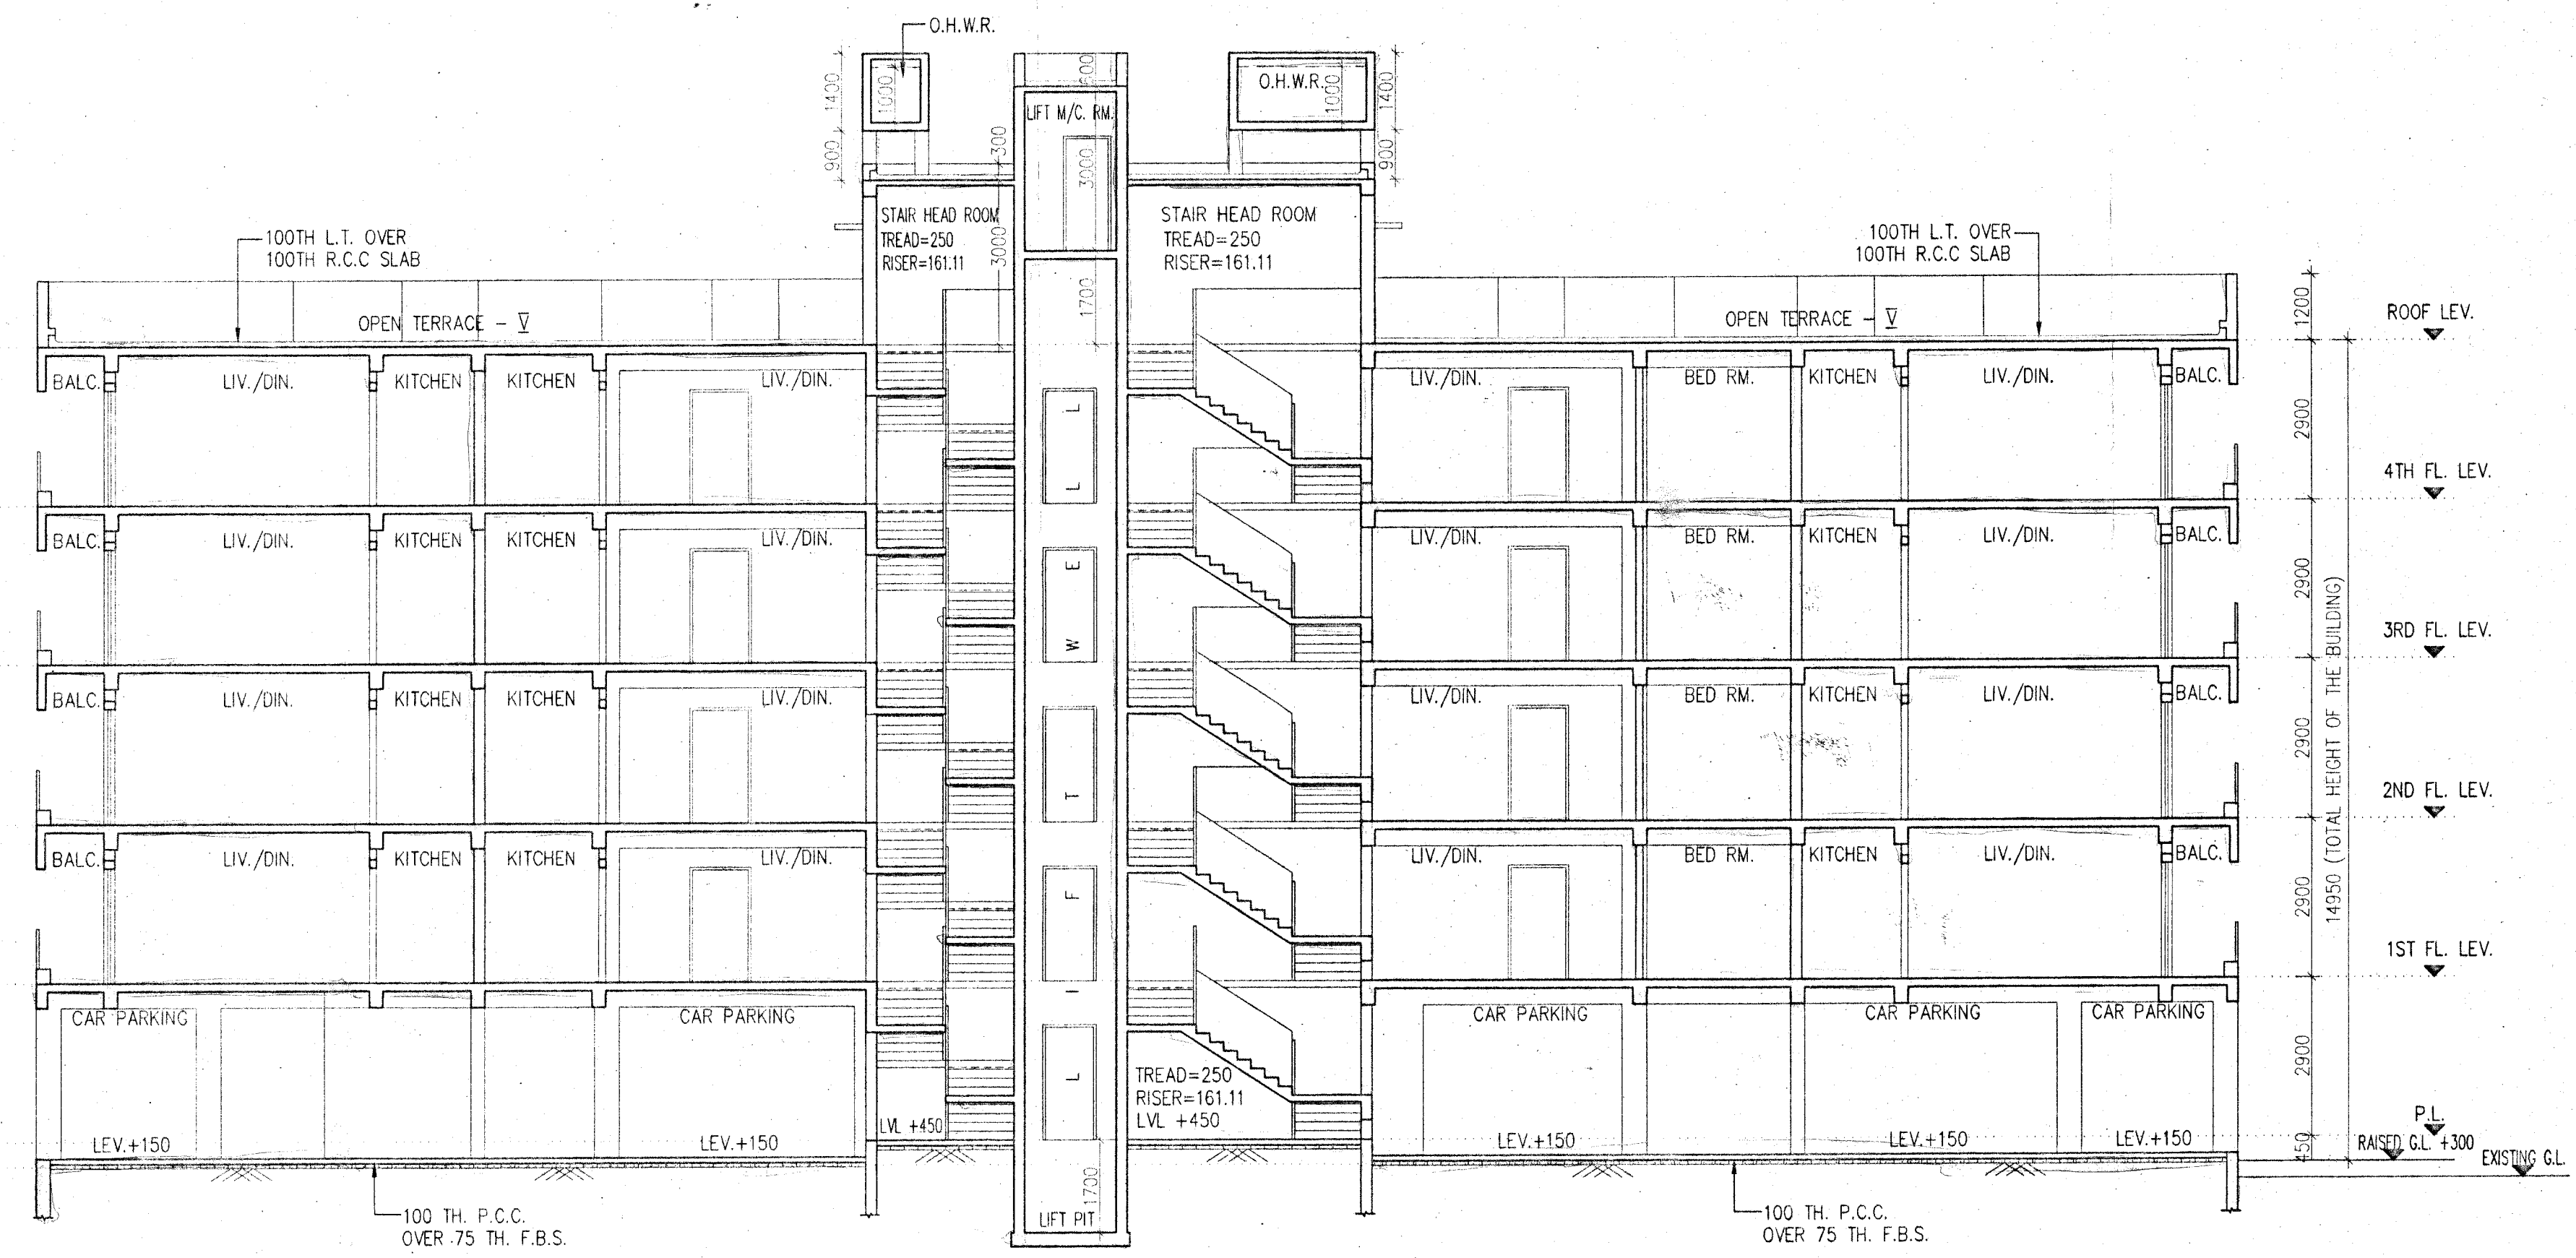 O.H.W.R.
1400
1000
900
300
LIFT M/C. RM.
600
3000
O.H.W.R.
1000
1400
900
STAIR HEAD ROOM
TREAD=250
RISER=161.11
3000
1700
STAIR HEAD ROOM
TREAD=250
RISER=161.11
100TH L.T. OVER
100TH R.C.C SLAB
100TH L.T. OVER
100TH R.C.C SLAB
OPEN TERRACE - V
OPEN TERRACE - V
1200
ROOF LEV.
BALC. LIV./DIN. KITCHEN KITCHEN LIV./DIN.
LIV./DIN. BED RM. KITCHEN LIV./DIN. BALC.
2900
4TH FL. LEV.
BALC. LIV./DIN. KITCHEN KITCHEN LIV./DIN.
LIV./DIN. BED RM. KITCHEN LIV./DIN. BALC.
2900
3RD FL. LEV.
BALC. LIV./DIN. KITCHEN KITCHEN LIV./DIN.
LIV./DIN. BED RM. KITCHEN LIV./DIN. BALC.
2900
2ND FL. LEV.
BALC. LIV./DIN. KITCHEN KITCHEN LIV./DIN.
LIV./DIN. BED RM. KITCHEN LIV./DIN. BALC.
2900
1ST FL. LEV.
14950 (TOTAL HEIGHT OF THE BUILDING)
LIFT WELL
CAR PARKING
CAR PARKING
CAR PARKING
CAR PARKING
CAR PARKING
2900
TREAD=250
RISER=161.11
LVL +450
LVL +450
LEV.+150
LEV.+150
LEV.+150
LEV.+150
LEV.+150
450
P.L.
RAISED G.L. +300
EXISTING G.L.
1700
LIFT PIT
100 TH. P.C.C.
OVER 75 TH. F.B.S.
100 TH. P.C.C.
OVER 75 TH. F.B.S.